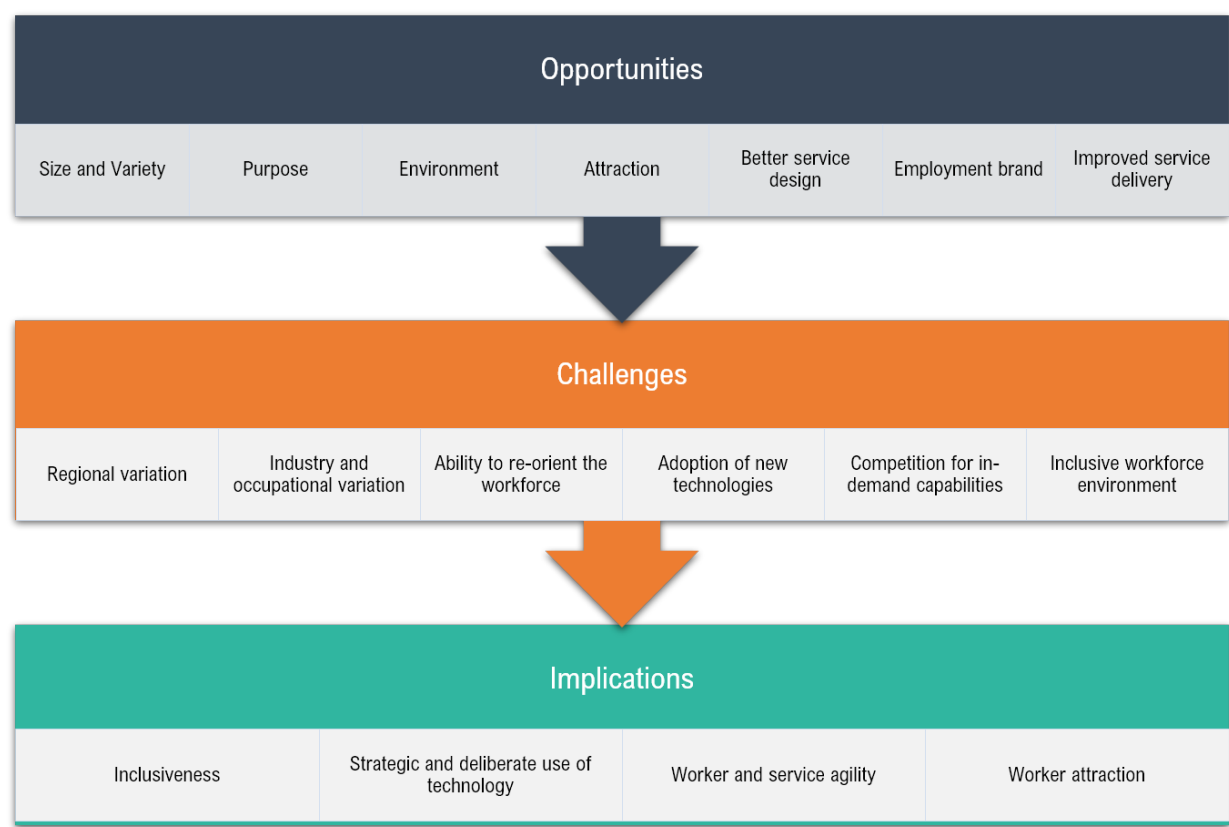 Opportunities
Size and Variety
Purpose
Environment
Attraction
Better service
design
Employment brand
Improved service
delivery
Challenges
Regional variation
Industry and
occupational variation
Ability to re-orient the
workforce
Adoption of new
technologies
Competition for in-
demand capabilities
Inclusive workforce
environment
Implications
Inclusiveness
Strategic and deliberate use of
technology
Worker and service agility
Worker attraction